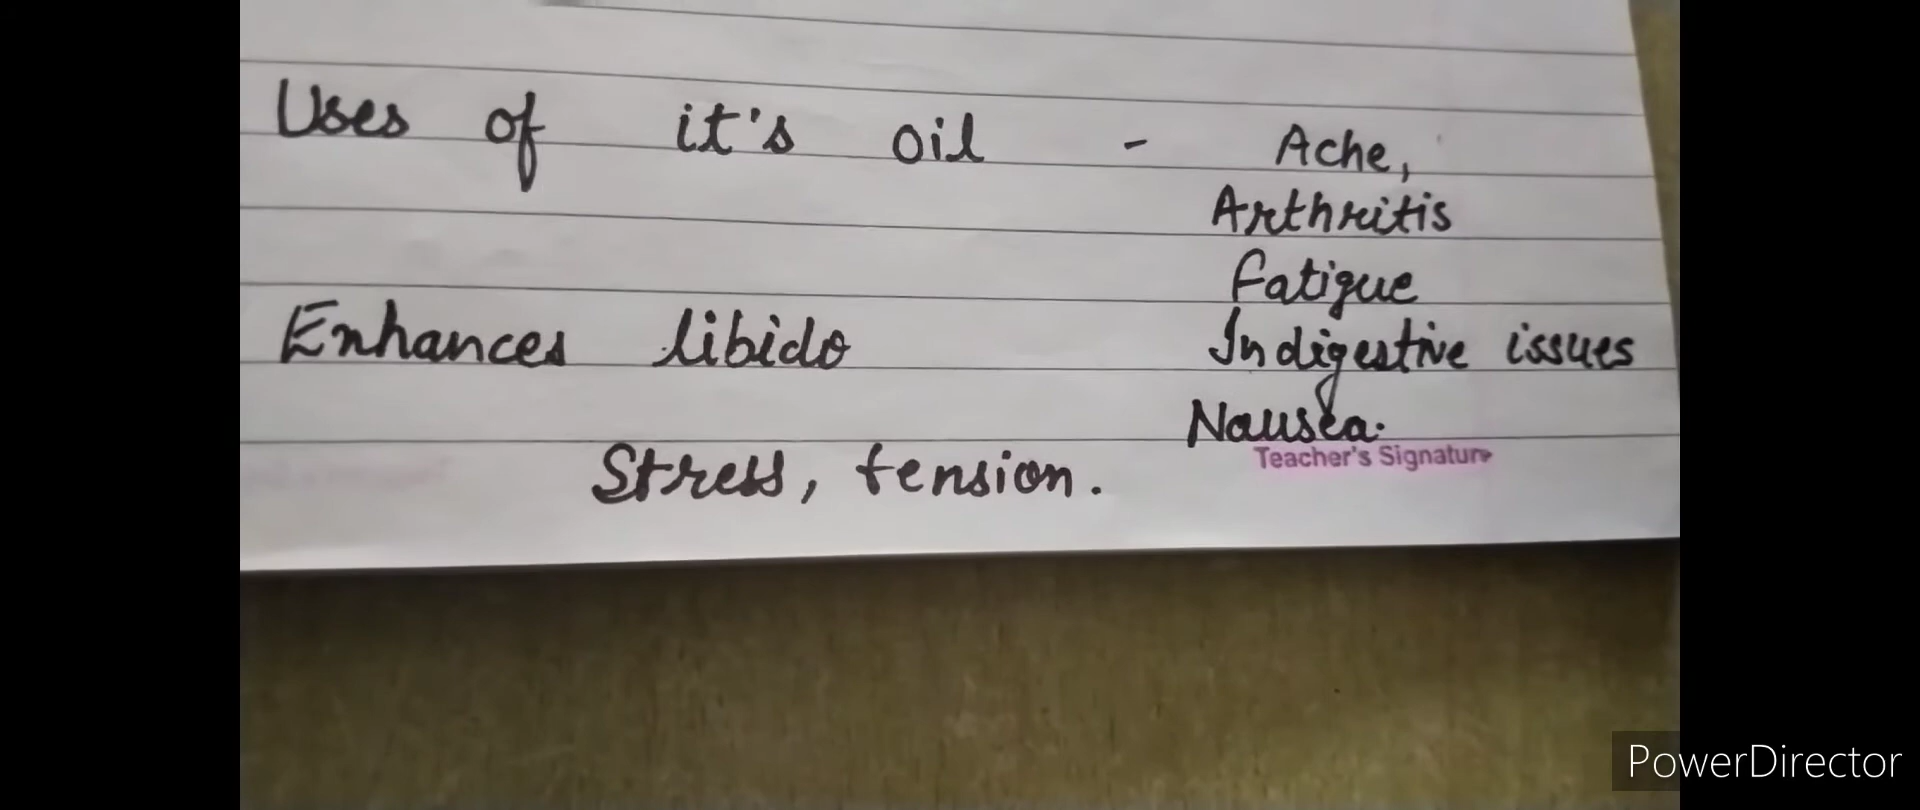 Uses of it's oil - Ache,
Arthritis
Fatigue
Enhances libido Indigestive issues
Nausea.
Teacher's Signature
Stress, tension.
PowerDirector